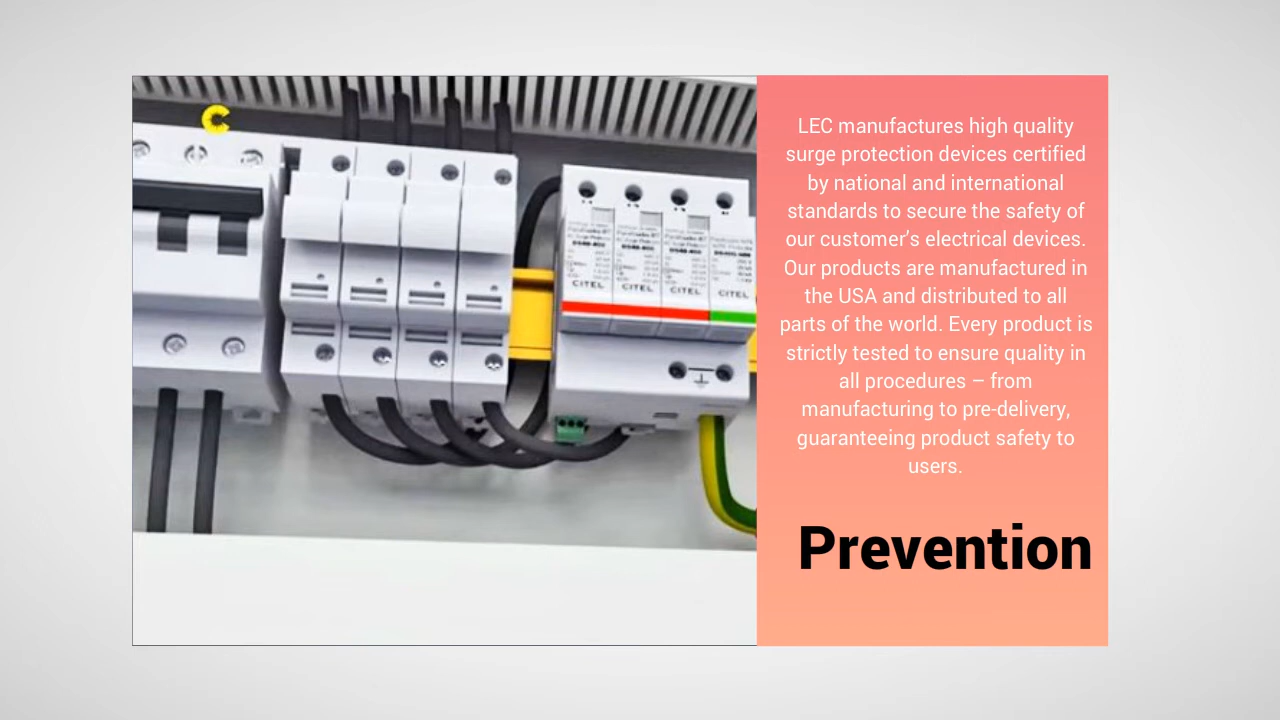 C
CITEL
CITEL
CITEL
CITEL
LEC manufactures high quality
surge protection devices certified
by national and international
standards to secure the safety of
our customer's electrical devices.
Our products are manufactured in
the USA and distributed to all
parts of the world. Every product is
strictly tested to ensure quality in
all procedures – from
manufacturing to pre-delivery,
guaranteeing product safety to
users.
Prevention